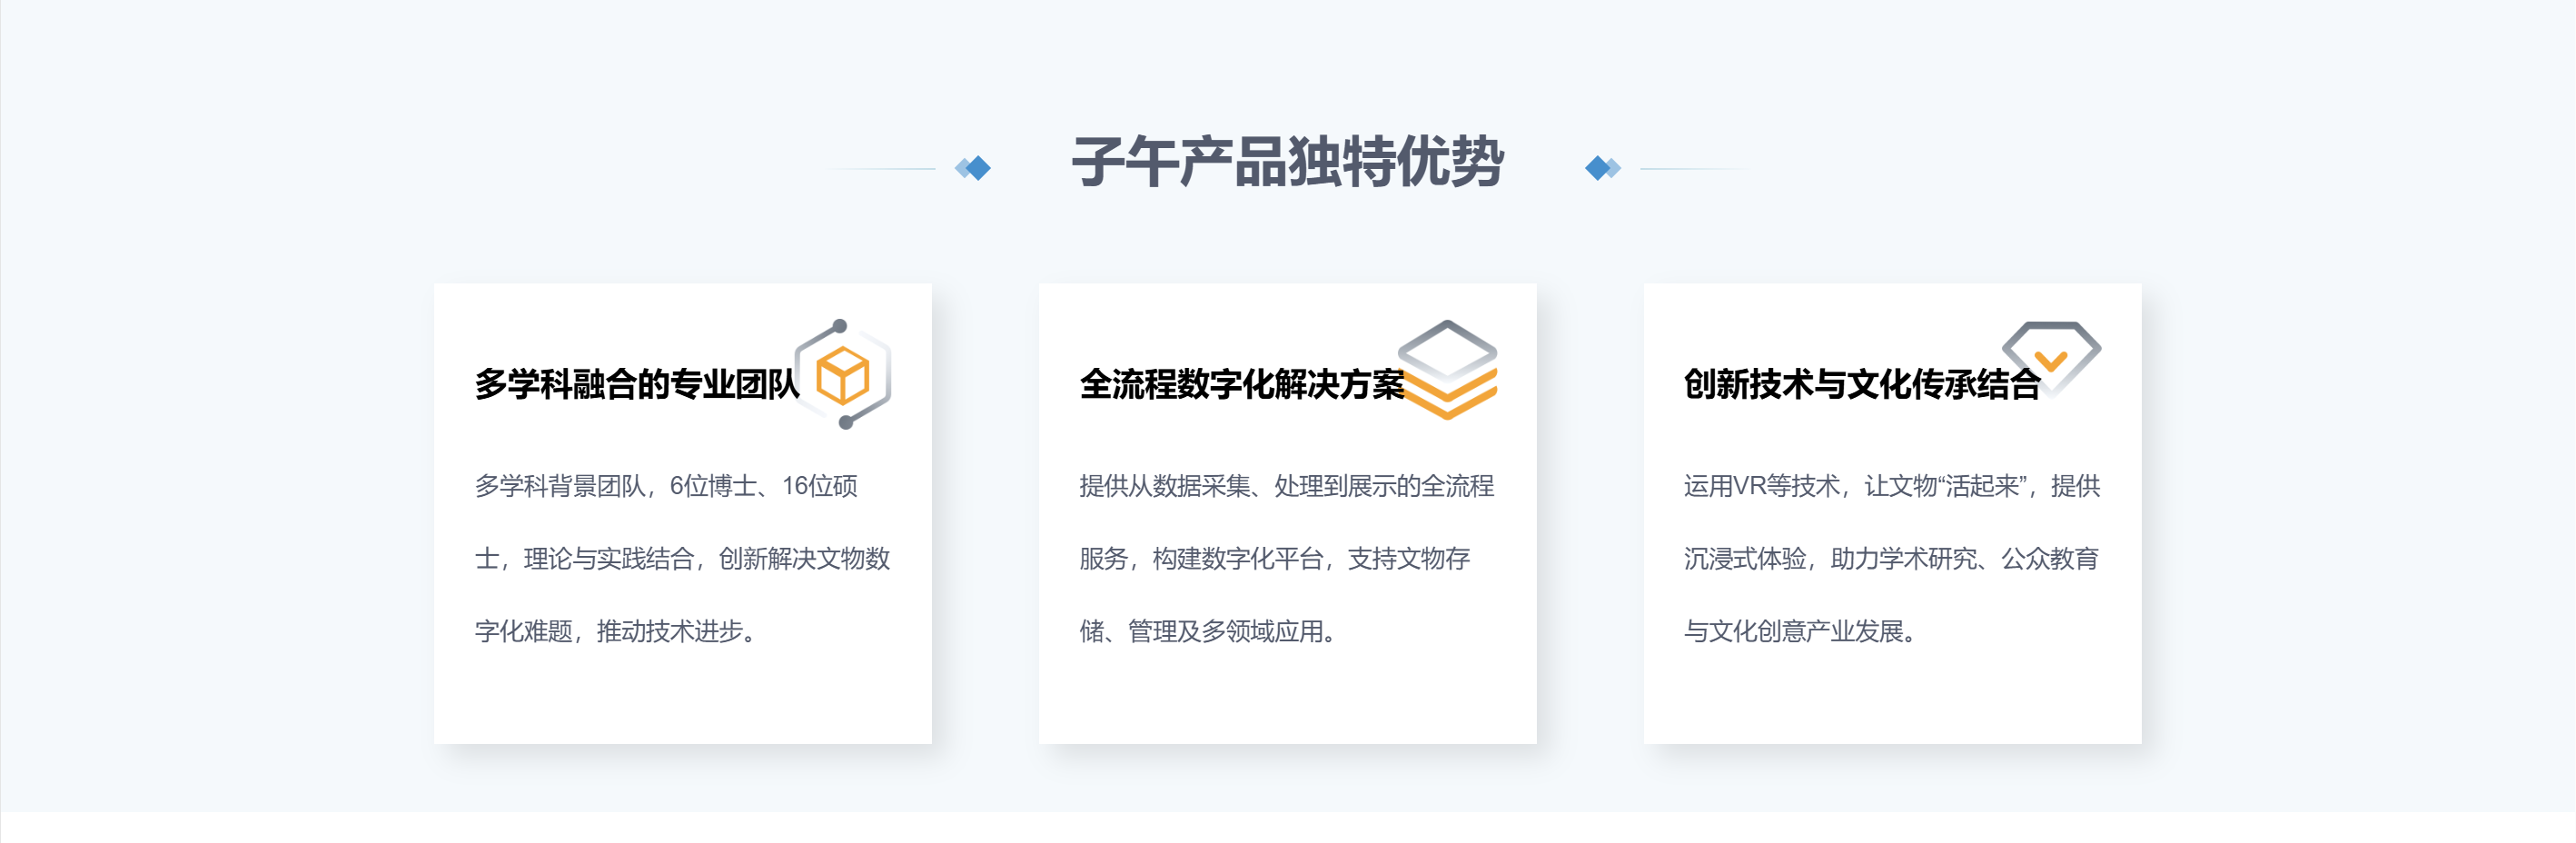 子午产品独特优势
多学科融合的专业团队
多学科背景团队，6位博士、16位硕
士，理论与实践结合，创新解决文物数
字化难题，推动技术进步。
全流程数字化解决方案
提供从数据采集、处理到展示的全流程
服务，构建数字化平台，支持文物存
储、管理及多领域应用。
创新技术与文化传承结合
运用VR等技术，让文物“活起来”，提供
沉浸式体验，助力学术研究、公众教育
与文化创意产业发展。